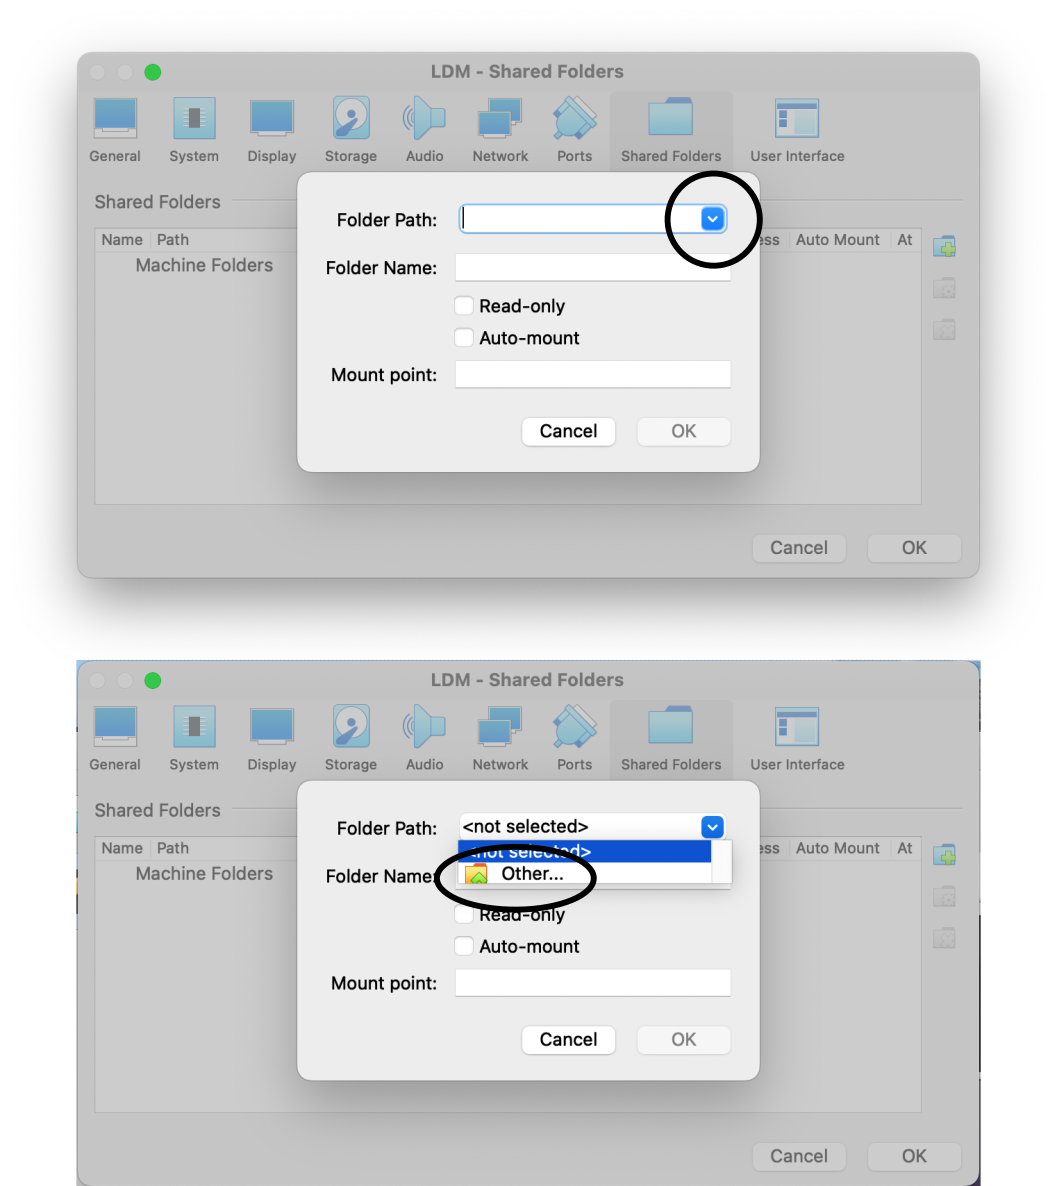 LDM - Shared Folders
General System Display Storage Audio Network Ports Shared Folders User Interface
Shared Folders
Folder Path:
Name Path ess Auto Mount At
Machine Folders
Folder Name:
Read-only
Auto-mount
Mount point:
Cancel OK
Cancel OK
LDM - Shared Folders
General System Display Storage Audio Network Ports Shared Folders User Interface
Shared Folders
Folder Path: <not selected>
Name Path ess Auto Mount At
<not selected>
Machine Folders
Folder Name: Other...
Read-only
Auto-mount
Mount point:
Cancel OK
Cancel OK